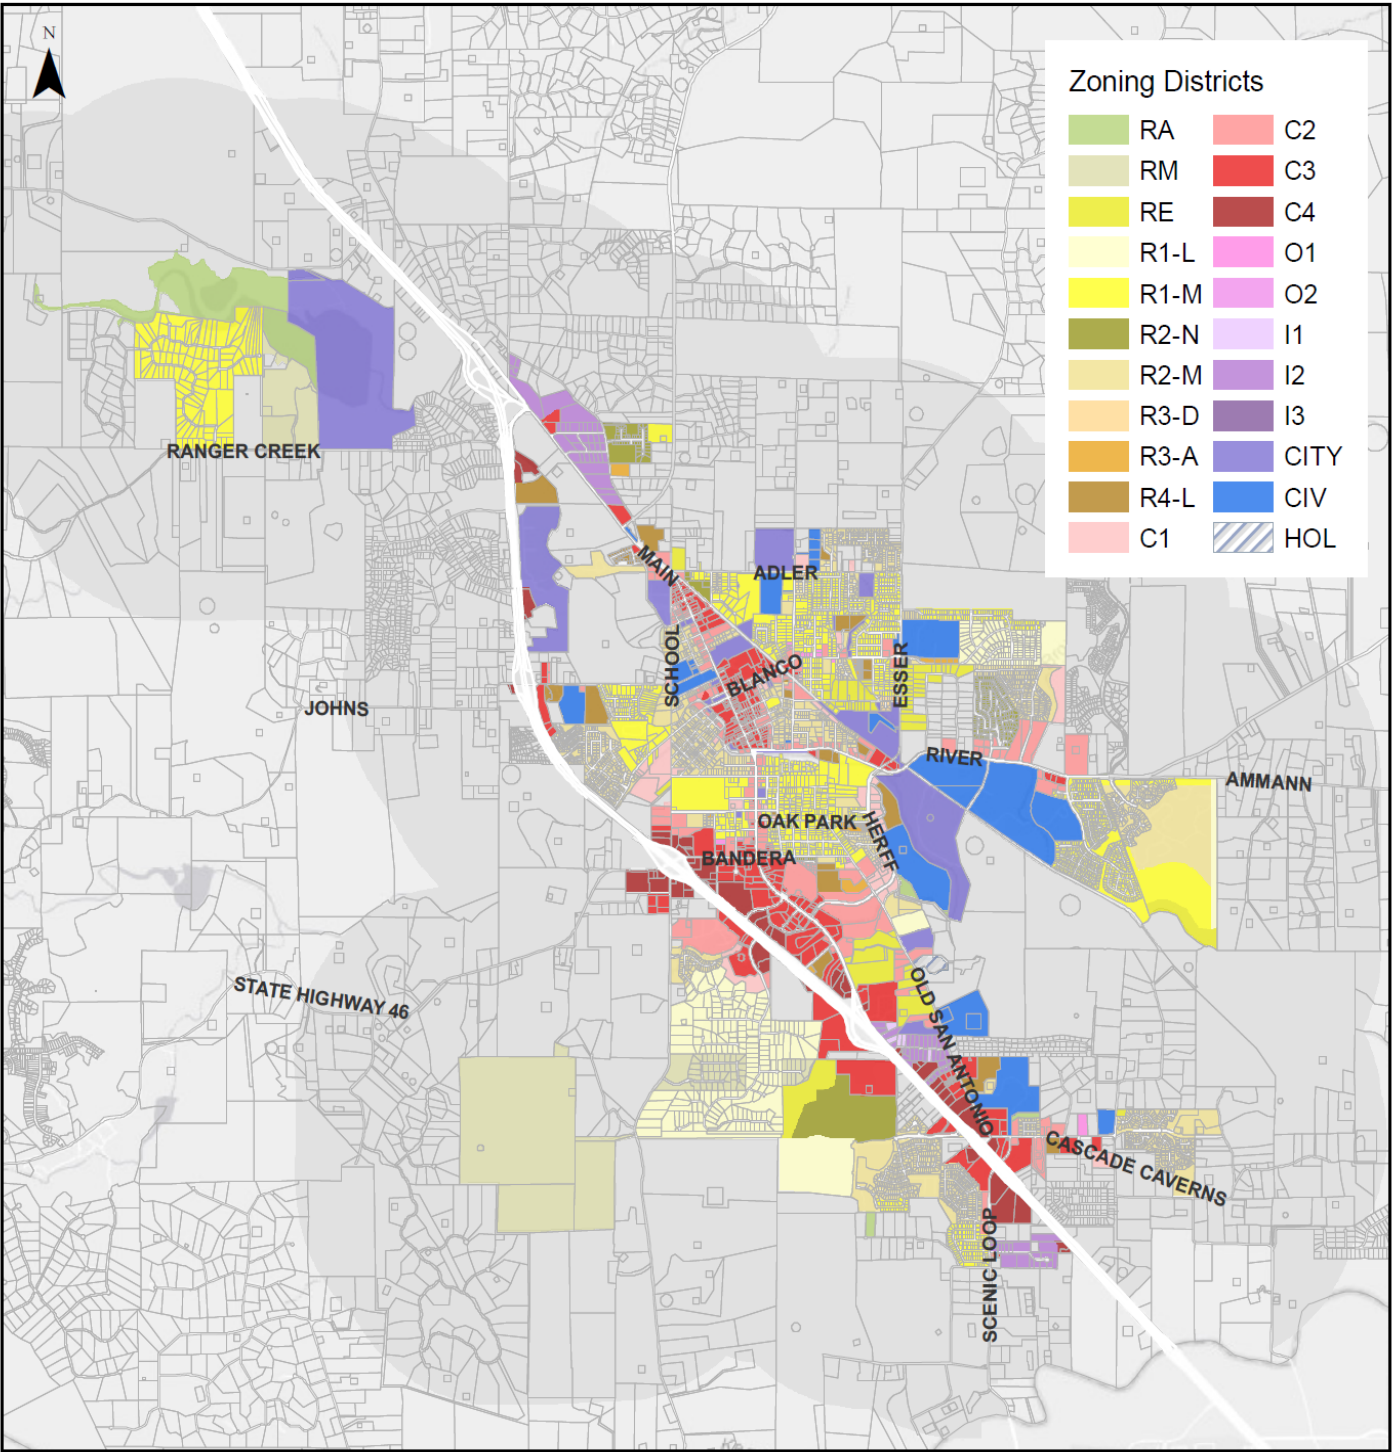 N
Zoning Districts
RA
RM
RE
R1-L
R1-M
R2-N
R2-M
R3-D
R3-A
R4-L
C1
C2
C3
C4
O1
O2
I1
I2
I3
CITY
CIV
HOL
RANGER CREEK
MAIN
ADLER
SCHOOL
BLANCO
ESSER
JOHNS
RIVER
AMMANN
OAK PARK
HERFF
BANDERA
STATE HIGHWAY 46
OLD SAN ANTONIO
CASCADE CAVERNS
SCENIC LOOP